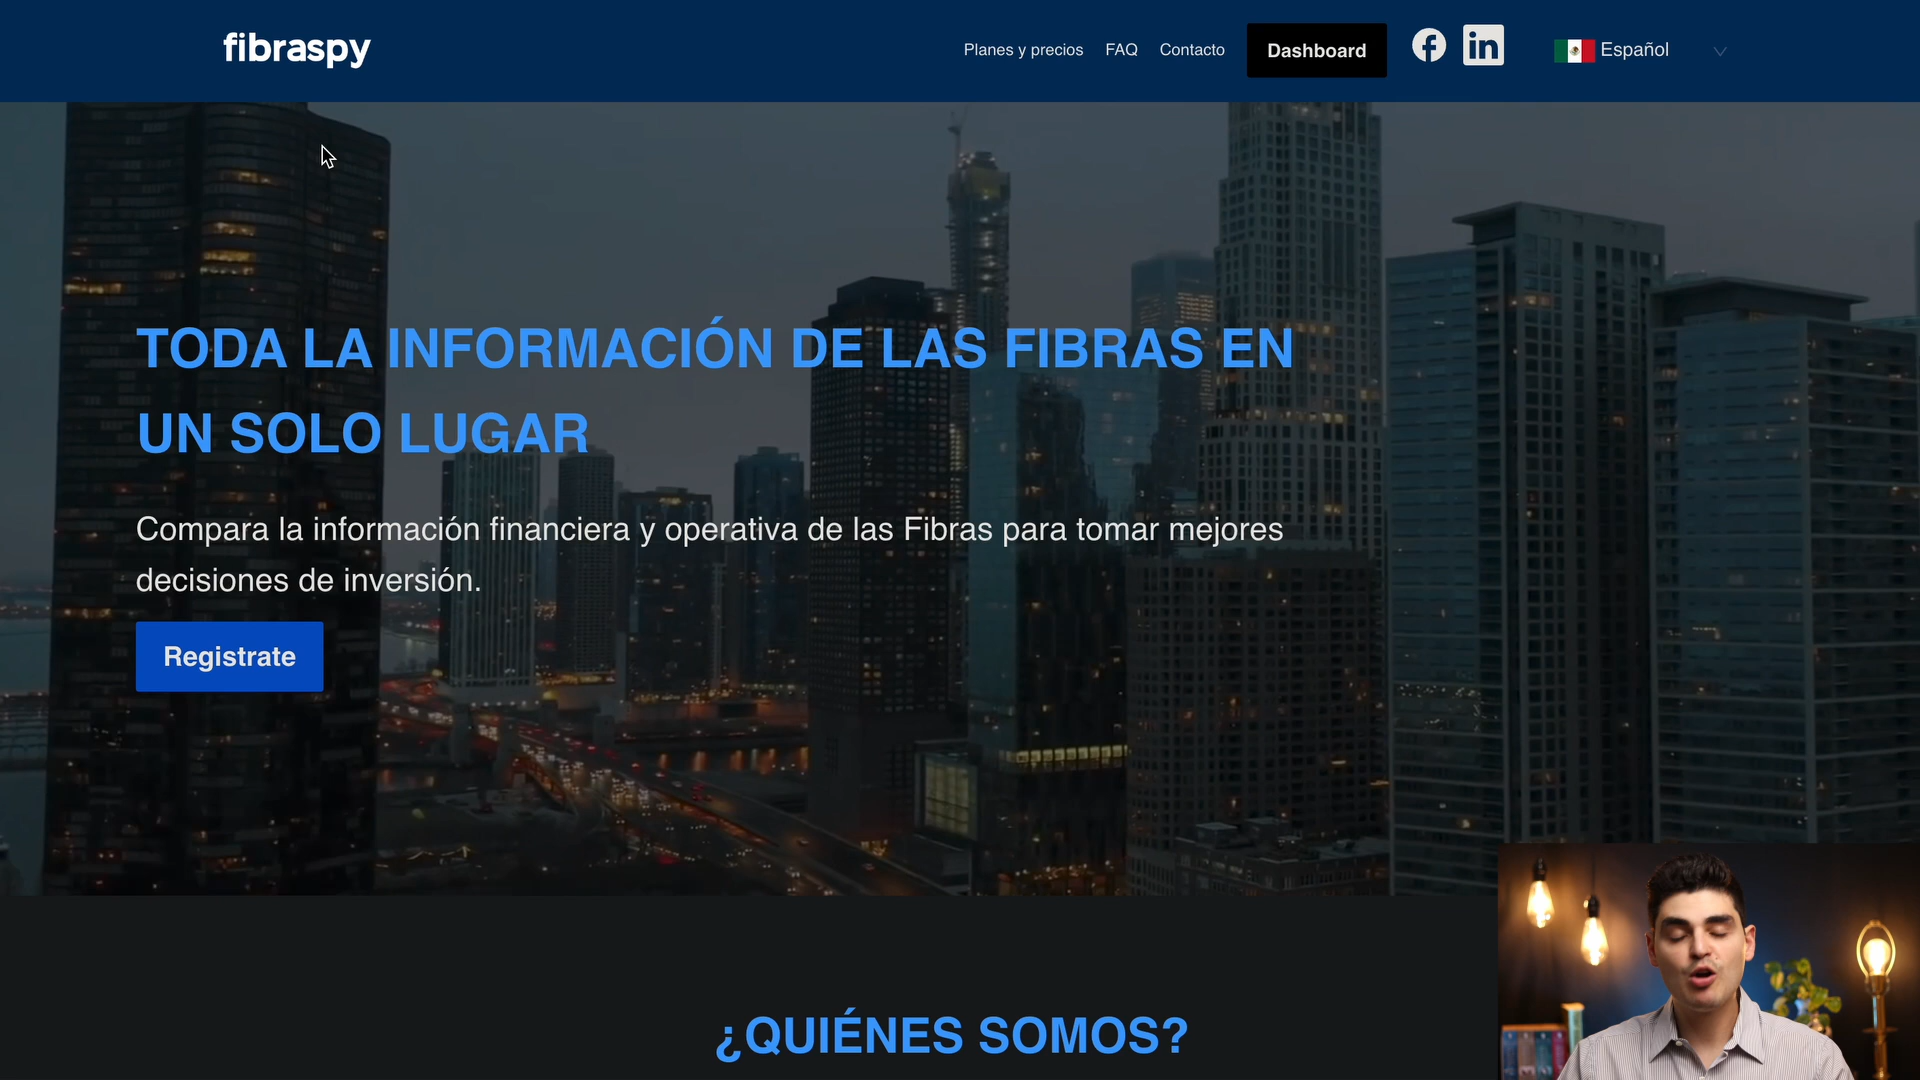 fibraspy
Planes y precios
FAQ
Contacto
Dashboard
in
Español
TODA LA INFORMACIÓN DE LAS FIBRAS EN
UN SOLO LUGAR
Compara la información financiera y operativa de las Fibras para tomar mejores
decisiones de inversión.
Registrate
¿QUIÉNES SOMOS?